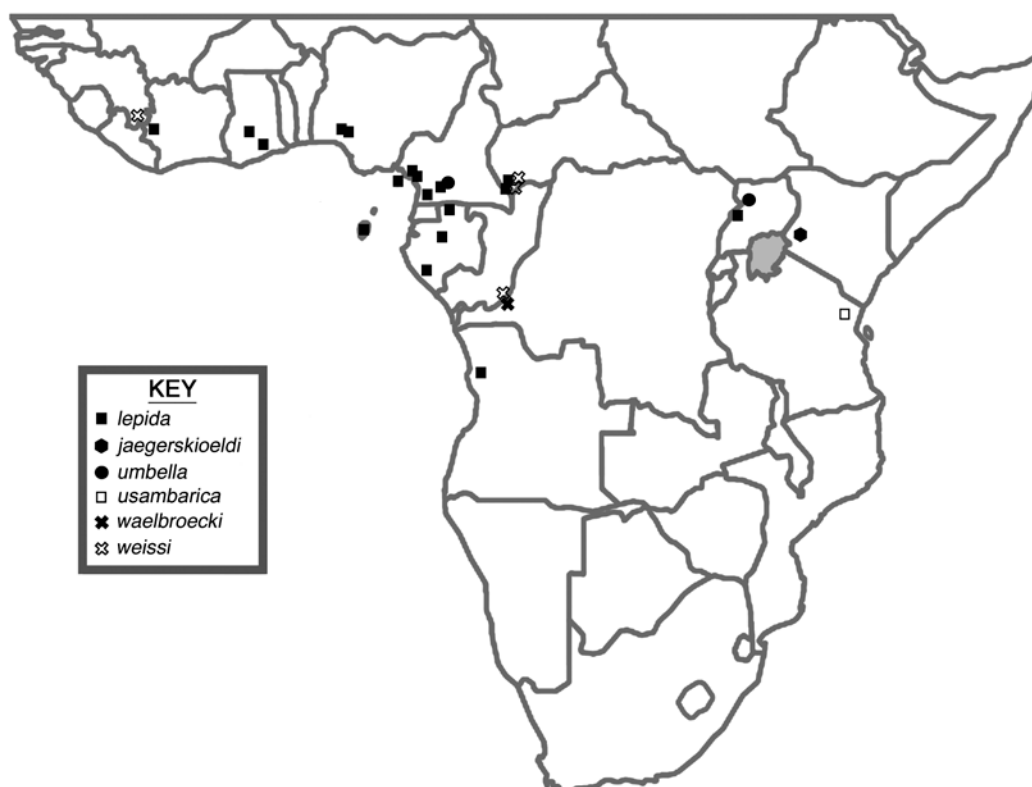 KEY
lepida
jaegerskioeldi
umbella
usambarica
waelbroecki
weissi